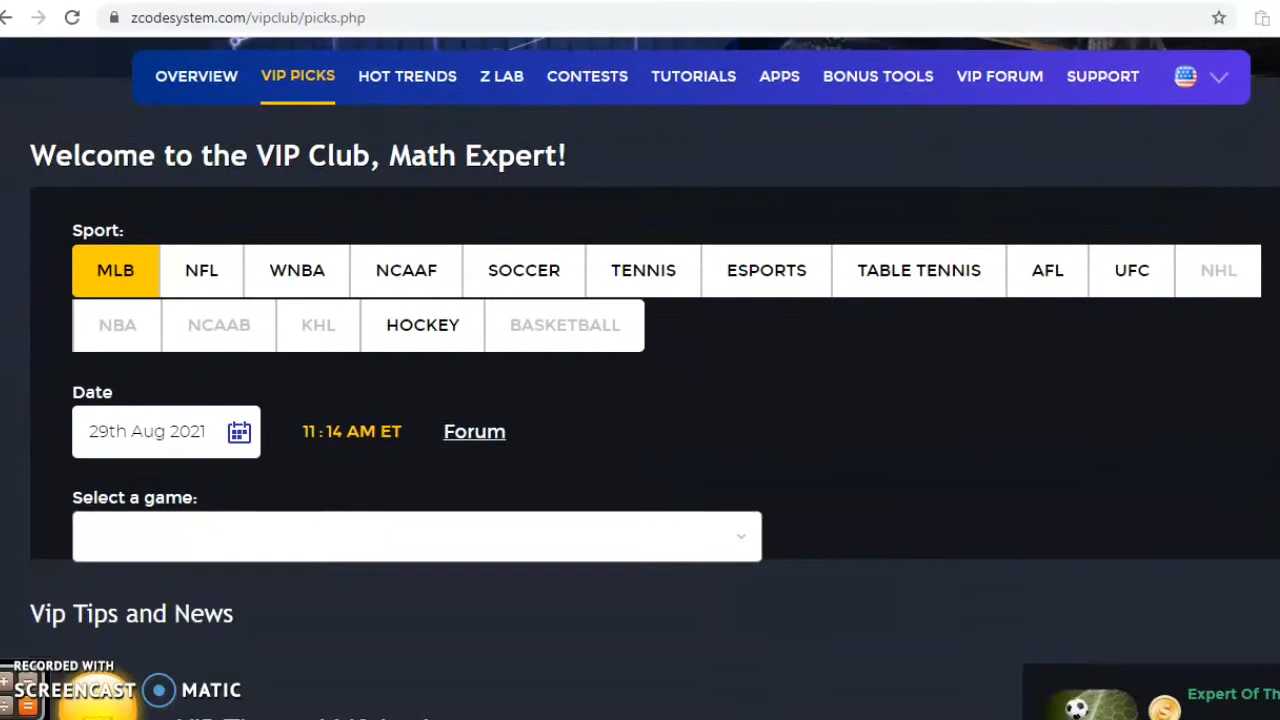 zcodesystem.com/vipclub/picks.php
OVERVIEW VIP PICKS HOT TRENDS Z LAB CONTESTS TUTORIALS APPS BONUS TOOLS VIP FORUM SUPPORT
Welcome to the VIP Club, Math Expert!
Sport:
MLB NFL WNBA NCAAF SOCCER TENNIS ESPORTS TABLE TENNIS AFL UFC NHL
NBA NCAAB KHL HOCKEY BASKETBALL
Date
29th Aug 2021 11:14 AM ET Forum
Select a game:
Vip Tips and News
RECORDED WITH
SCREENCAST MATIC
Expert Of Th